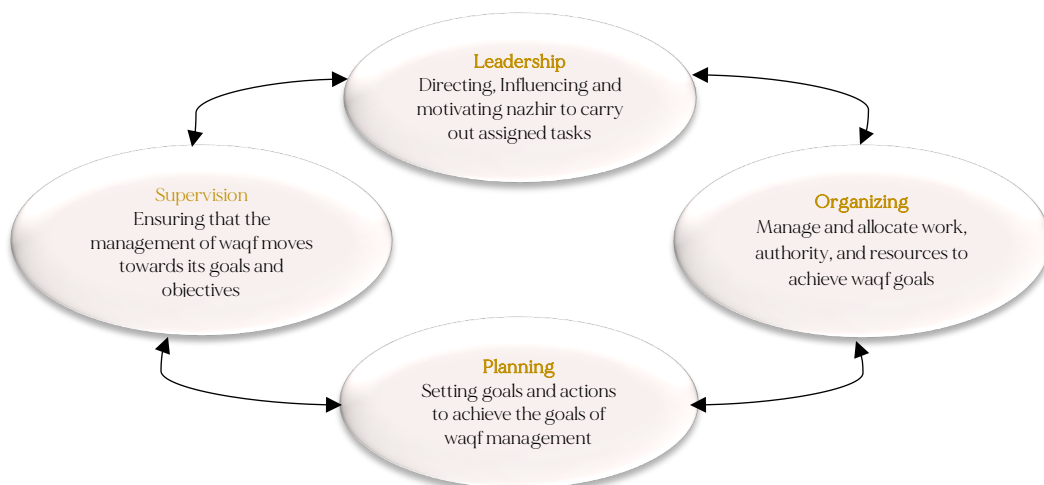 Leadership
Directing, Influencing and
motivating nazhir to carry
out assigned tasks
Supervision
Ensuring that the
management of waqf moves
towards its goals and
objectives
Organizing
Manage and allocate work,
authority, and resources to
achieve waqf goals
Planning
Setting goals and actions
to achieve the goals of
waqf management